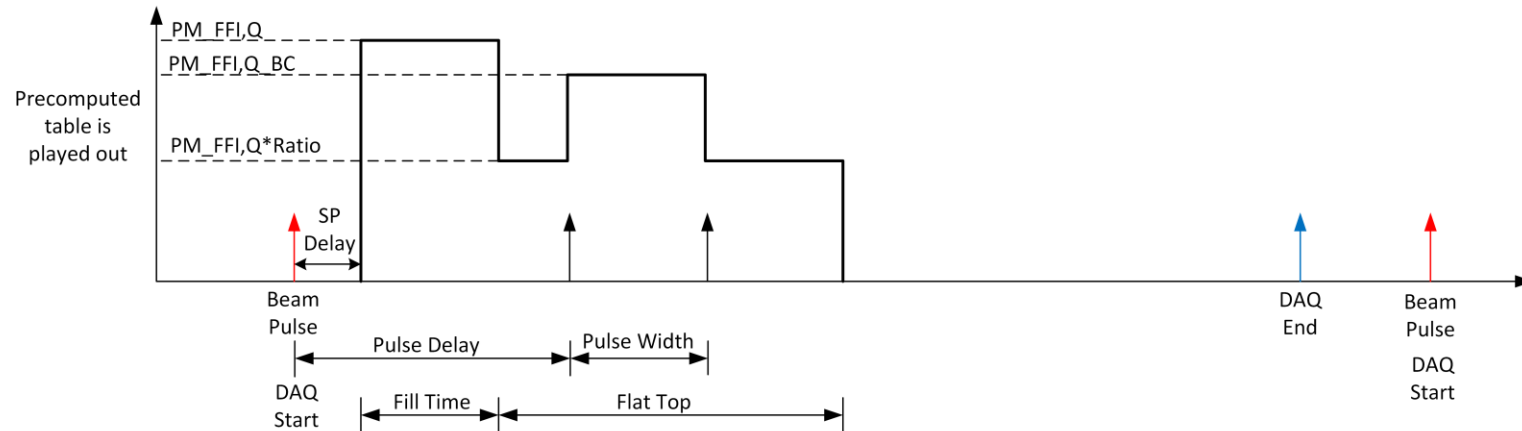 PM_FFI,Q
PM_FFI,Q_BC
Precomputed
table is
played out
PM_FFI,Q*Ratio
SP
Delay
Beam
Pulse
DAQ
End
Beam
Pulse
Pulse Delay
Pulse Width
DAQ
Start
DAQ
Start
Fill Time
Flat Top